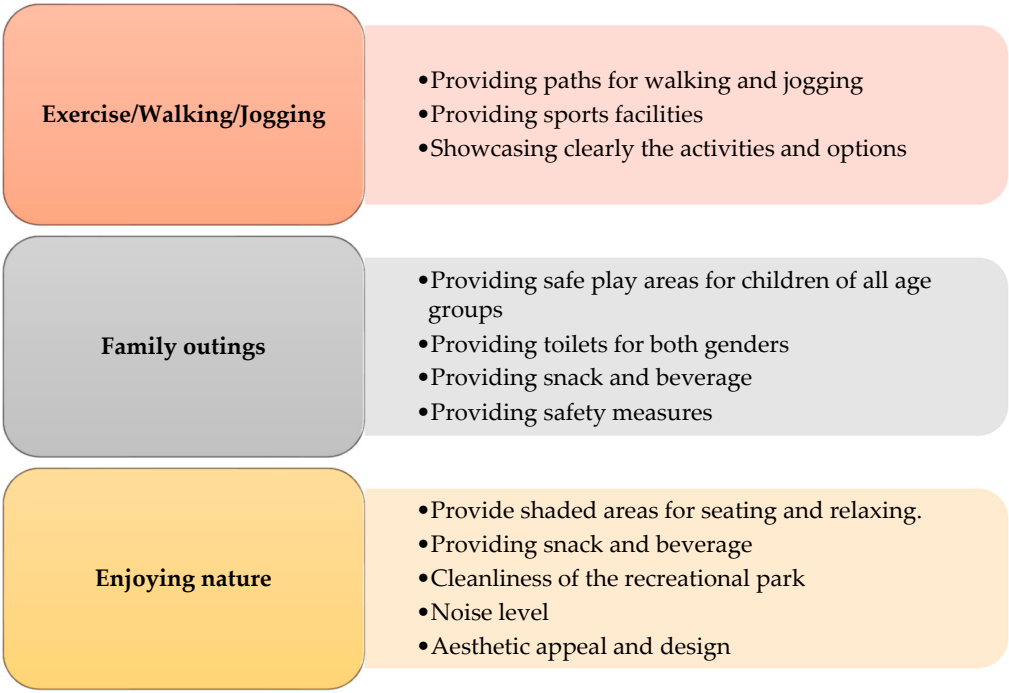 Exercise/Walking/Jogging
•Providing paths for walking and jogging
•Providing sports facilities
•Showcasing clearly the activities and options
Family outings
•Providing safe play areas for children of all age
groups
•Providing toilets for both genders
•Providing snack and beverage
•Providing safety measures
Enjoying nature
•Provide shaded areas for seating and relaxing.
•Providing snack and beverage
•Cleanliness of the recreational park
•Noise level
•Aesthetic appeal and design